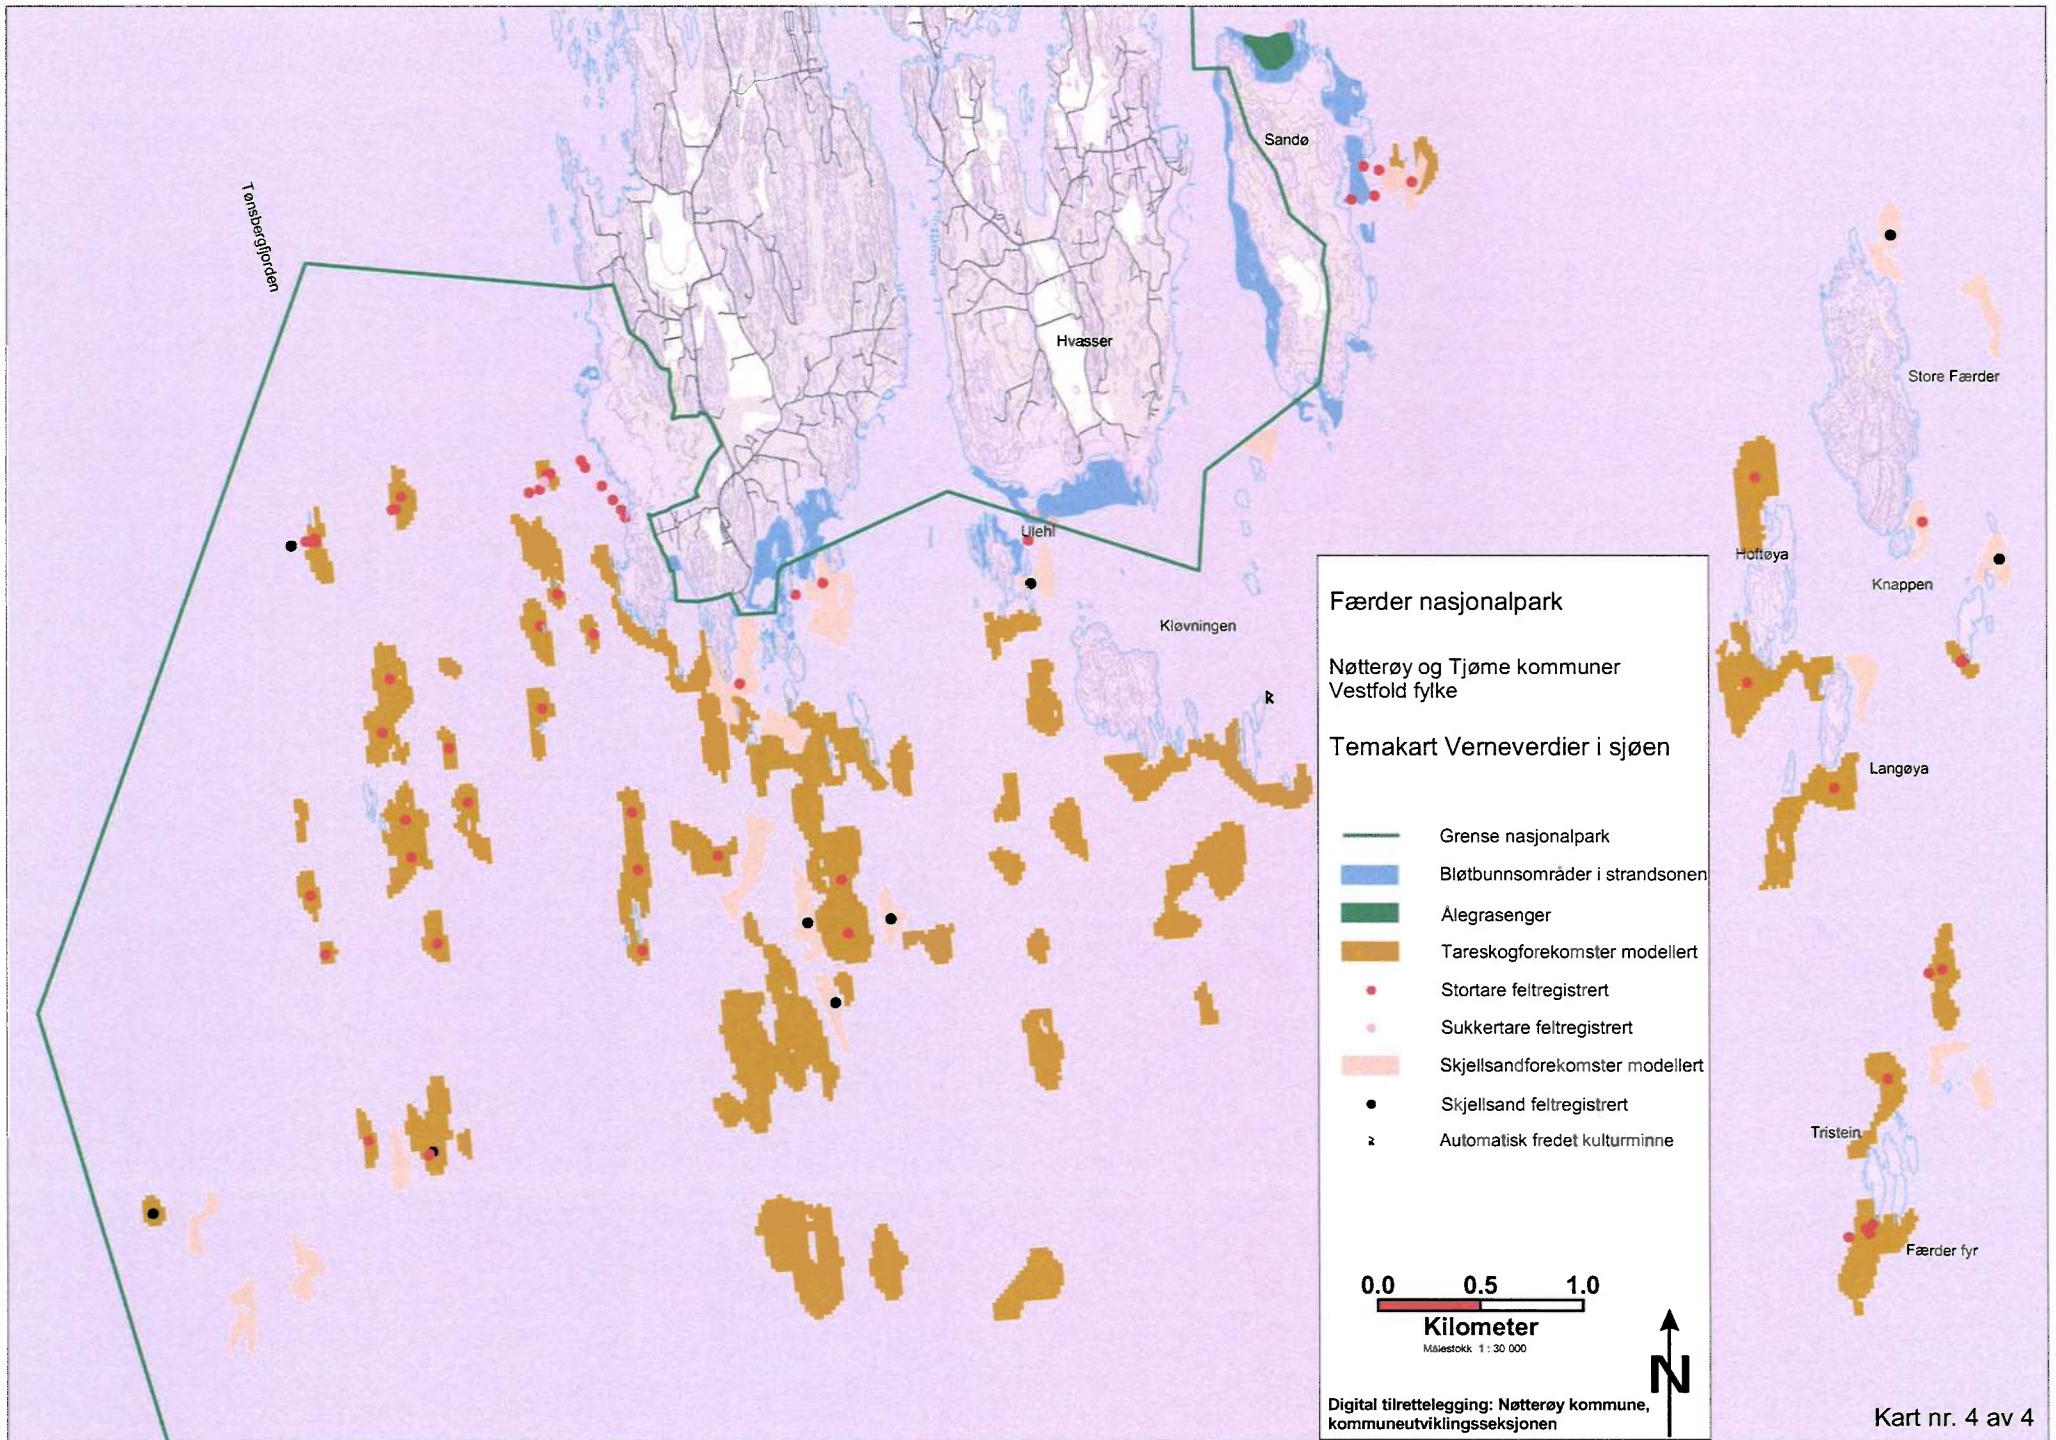 Tønsbergfjorden
Sandø
Hvasser
Store Færder
Ulehl
Hoftøya
Knappen
Kløvningen
Langøya
Tristein
Færder fyr
Færder nasjonalpark
Nøtterøy og Tjøme kommuner
Vestfold fylke
Temakart Verneverdier i sjøen
Grense nasjonalpark
Bløtbunnsområder i strandsonen
Ålegrasenger
Tareskogforekomster modellert
Stortare feltregistrert
Sukkertare feltregistrert
Skjellsandforekomster modellert
Skjellsand feltregistrert
Automatisk fredet kulturminne
0.0 0.5 1.0
Kilometer
Målestokk 1 : 30 000
N
Digital tilrettelegging: Nøtterøy kommune,
kommuneutviklingsseksjonen
Kart nr. 4 av 4